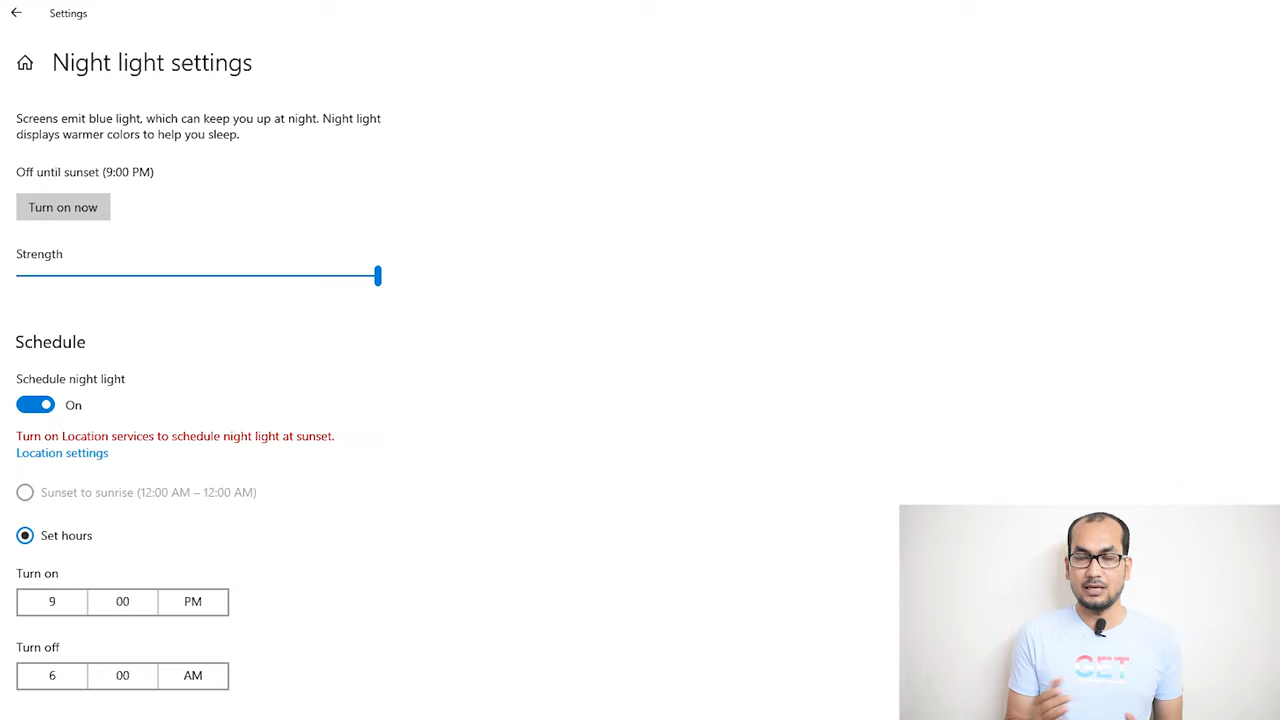 Settings
Night light settings
Screens emit blue light, which can keep you up at night. Night light
displays warmer colors to help you sleep.
Off until sunset (9:00 PM)
Turn on now
Strength
Schedule
Schedule night light
On
Turn on Location services to schedule night light at sunset.
Location settings
Sunset to sunrise (12:00 AM – 12:00 AM)
Set hours
Turn on
9 00 PM
Turn off
6 00 AM
GET